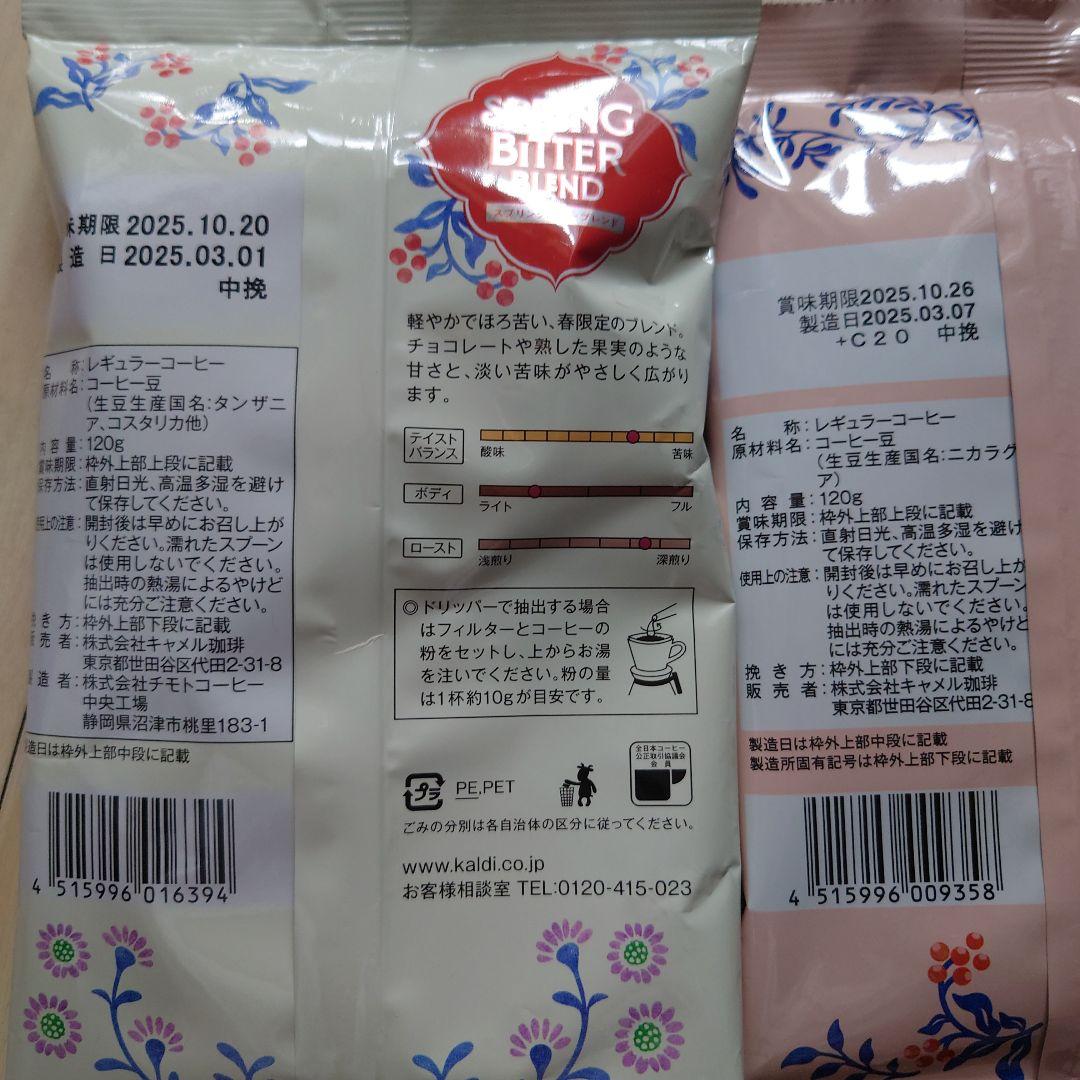 味期限 2025.10.20
造 日 2025.03.01
中挽
名 称:レギュラーコーヒー
原材料名:コーヒー豆
(生豆生産国名:タンザニ
ア、コスタリカ他)
内 容 量:120g
賞味期限:枠外上部上段に記載
保存方法:直射日光、高温多湿を避け
て保存してください。
使用上の注意:開封後は早めにお召し上が
りください。濡れたスプーン
は使用しないでください。
抽出時の熱湯によるやけど
には充分ご注意ください。
挽 き 方:枠外上部下段に記載
販 売 者:株式会社キャメル珈琲
東京都世田谷区代田2-31-8
製 造 者:株式会社チモトコーヒー
中央工場
静岡県沼津市桃里183-1
造日は枠外上部中段に記載
4 515996 016394
SPRING
BITTER
BLEND
軽やかでほろ苦い、春限定のブレンド。
チョコレートや熟した果実のような
甘さと、淡い苦味がやさしく広がり
ます。
テイスト
バランス
酸味 苦味
ボディ
ライト フル
ロースト
浅煎り 深煎り
◎ドリッパーで抽出する場合
はフィルターとコーヒーの
粉をセットし、上からお湯
を注いでください。粉の量
は1杯約10gが目安です。
プラ
PE,PET
全日本コーヒー
公正取引協議会
会員
ごみの分別は各自治体の区分に従ってください。
www.kaldi.co.jp
お客様相談室 TEL:0120-415-023
賞味期限2025.10.26
製造日2025.03.07
+C20 中挽
名 称:レギュラーコーヒー
原材料名:コーヒー豆
(生豆生産国名:ニカラグ
ア)
内 容 量:120g
賞味期限:枠外上部上段に記載
保存方法:直射日光、高温多湿を避け
て保存してください。
使用上の注意:開封後は早めにお召し上が
りください。濡れたスプーン
は使用しないでください。
抽出時の熱湯によるやけど
には充分ご注意ください。
挽 き 方:枠外上部下段に記載
販 売 者:株式会社キャメル珈琲
東京都世田谷区代田2-31-8
製造日は枠外上部中段に記載
製造所固有記号は枠外上部下段に記載
4 515996 009358